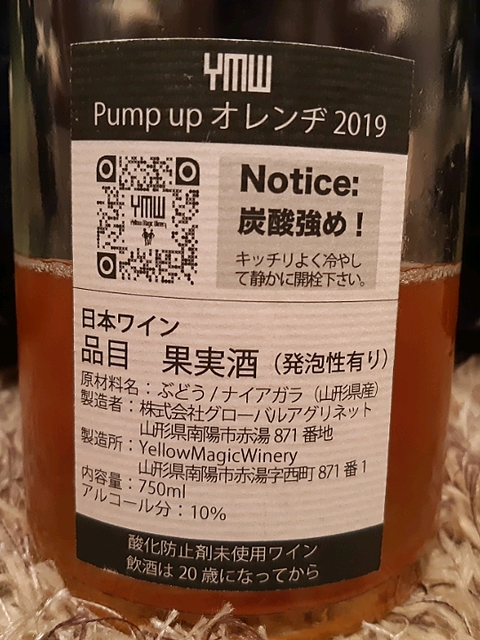 YMW
Pump up オレンヂ 2019
YMW
Yellow Magic Winery
Notice:
炭酸強め！
キッチリよく冷やし
て静かに開栓下さい。
日本ワイン
品目 果実酒（発泡性有り）
原材料名：ぶどう / ナイアガラ（山形県産）
製造者：株式会社グローバルアグリネット
山形県南陽市赤湯 871 番地
製造所：YellowMagicWinery
山形県南陽市赤湯字西町 871 番 1
内容量：750ml
アルコール分：10%
酸化防止剤未使用ワイン
飲酒は 20 歳になってから